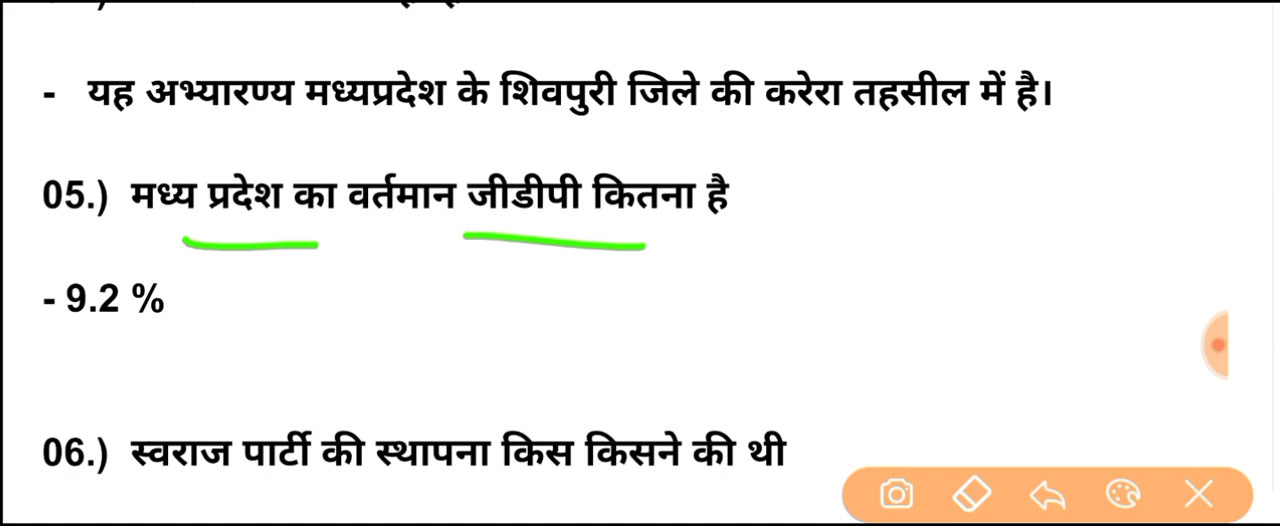 - यह अभ्यारण्य मध्यप्रदेश के शिवपुरी जिले की करेरा तहसील में है।
05.) मध्य प्रदेश का वर्तमान जीडीपी कितना है
- 9.2 %
06.) स्वराज पार्टी की स्थापना किस किसने की थी